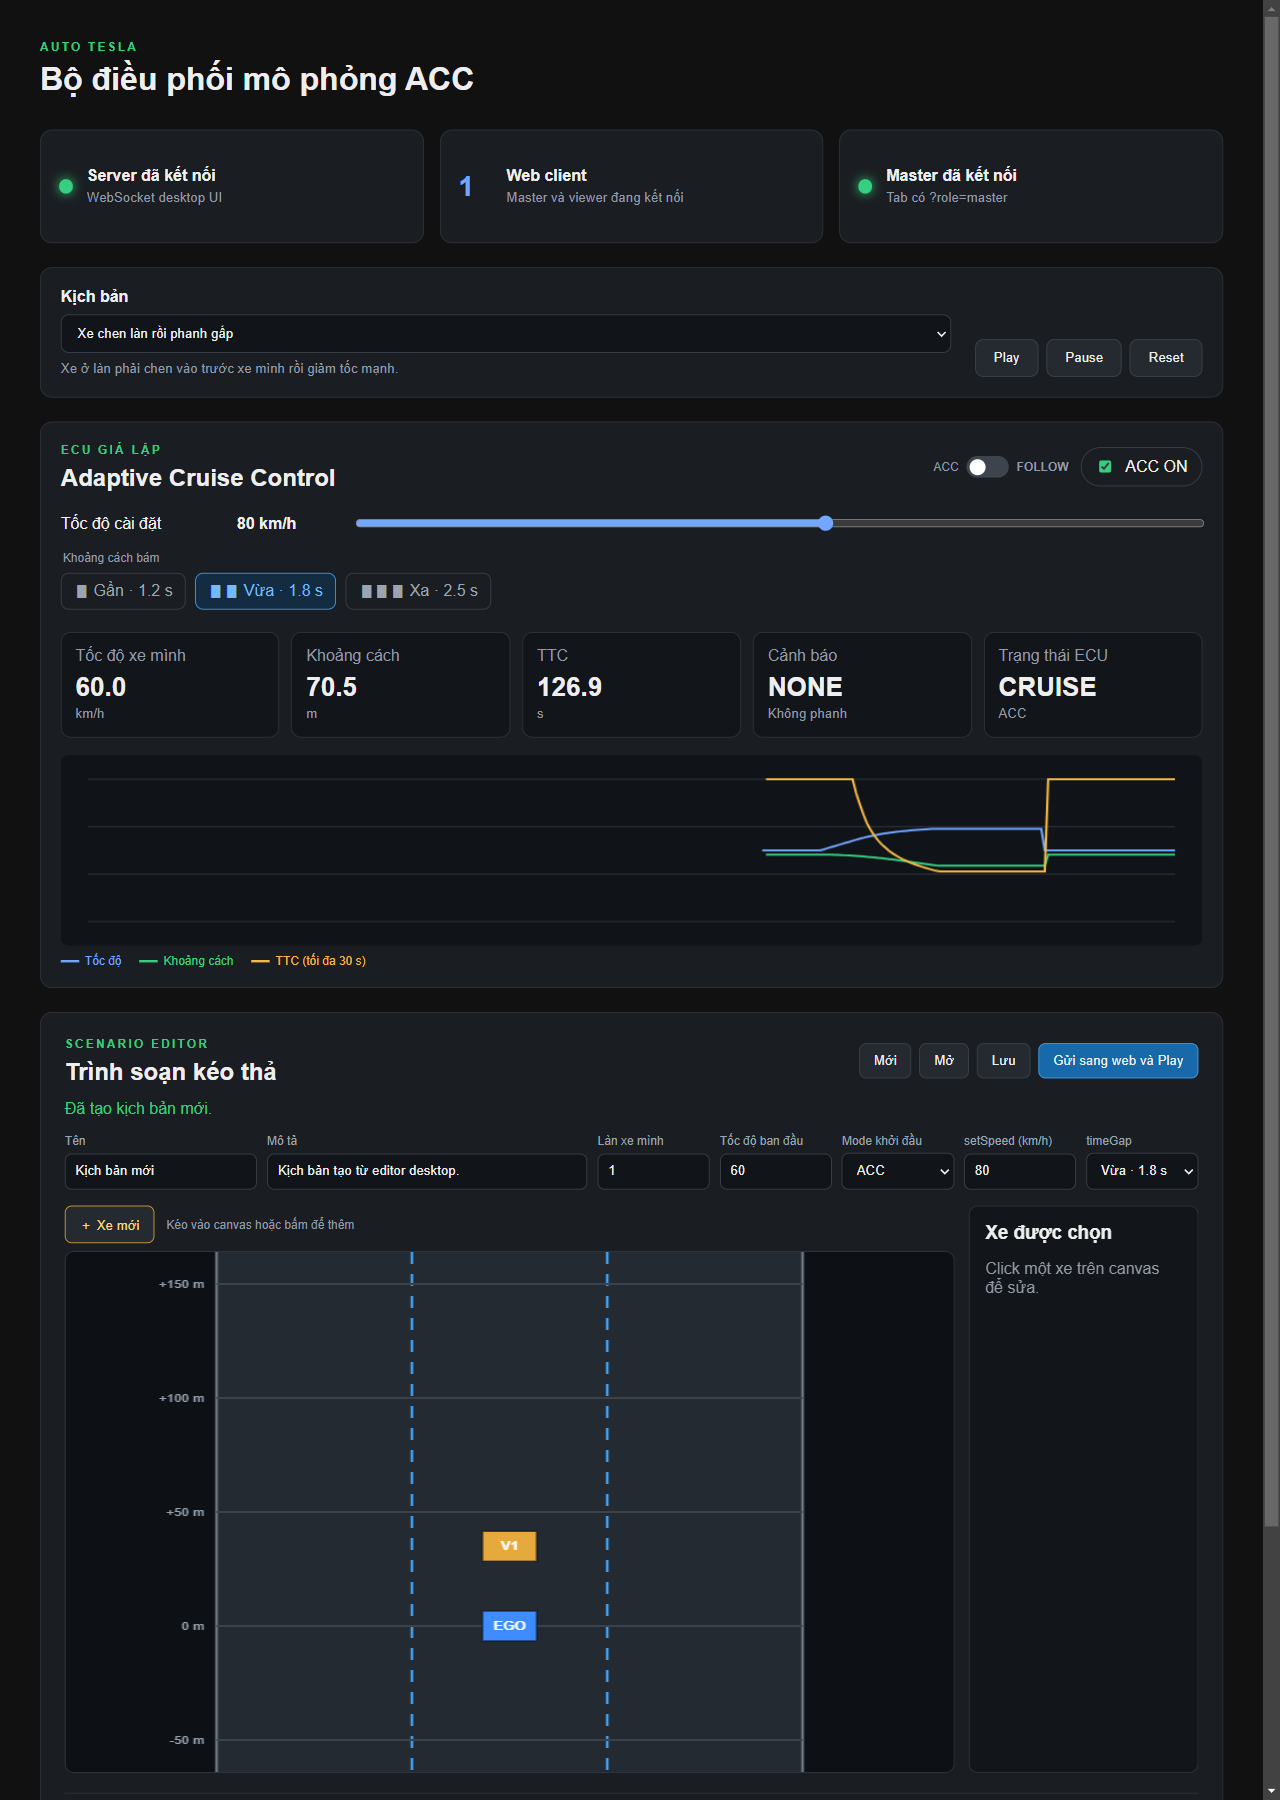 AUTO TESLA
Bộ điều phối mô phỏng ACC
Server đã kết nối
WebSocket desktop UI
1
Web client
Master và viewer đang kết nối
Master đã kết nối
Tab có ?role=master
Kịch bản
Xe chen làn rồi phanh gấp
Xe ở làn phải chen vào trước xe mình rồi giảm tốc mạnh.
Play
Pause
Reset
ECU GIẢ LẬP
Adaptive Cruise Control
ACC
FOLLOW
ACC ON
Tốc độ cài đặt
80 km/h
Khoảng cách bám
Gần · 1.2 s
Vừa · 1.8 s
Xa · 2.5 s
Tốc độ xe mình
60.0
km/h
Khoảng cách
70.5
m
TTC
126.9
s
Cảnh báo
NONE
Không phanh
Trạng thái ECU
CRUISE
ACC
Tốc độ
Khoảng cách
TTC (tối đa 30 s)
SCENARIO EDITOR
Trình soạn kéo thả
Mới
Mở
Lưu
Gửi sang web và Play
Đã tạo kịch bản mới.
Tên
Mô tả
Làn xe mình
Tốc độ ban đầu
Mode khởi đầu
setSpeed (km/h)
timeGap
Kịch bản mới
Kịch bản tạo từ editor desktop.
1
60
ACC
80
Vừa · 1.8 s
+ Xe mới
Kéo vào canvas hoặc bấm để thêm
Xe được chọn
Click một xe trên canvas
để sửa.
+150 m
+100 m
+50 m
V1
0 m
EGO
-50 m